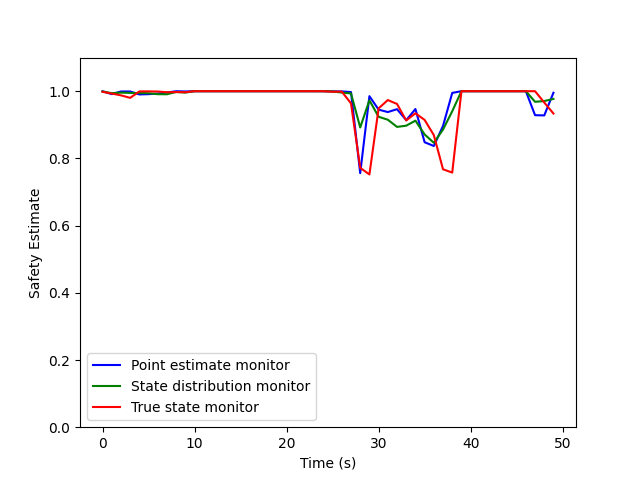 1.0
0.8
0.6
0.4
0.2
0.0
Safety Estimate
Point estimate monitor
State distribution monitor
True state monitor
0 10 20 30 40 50
Time (s)